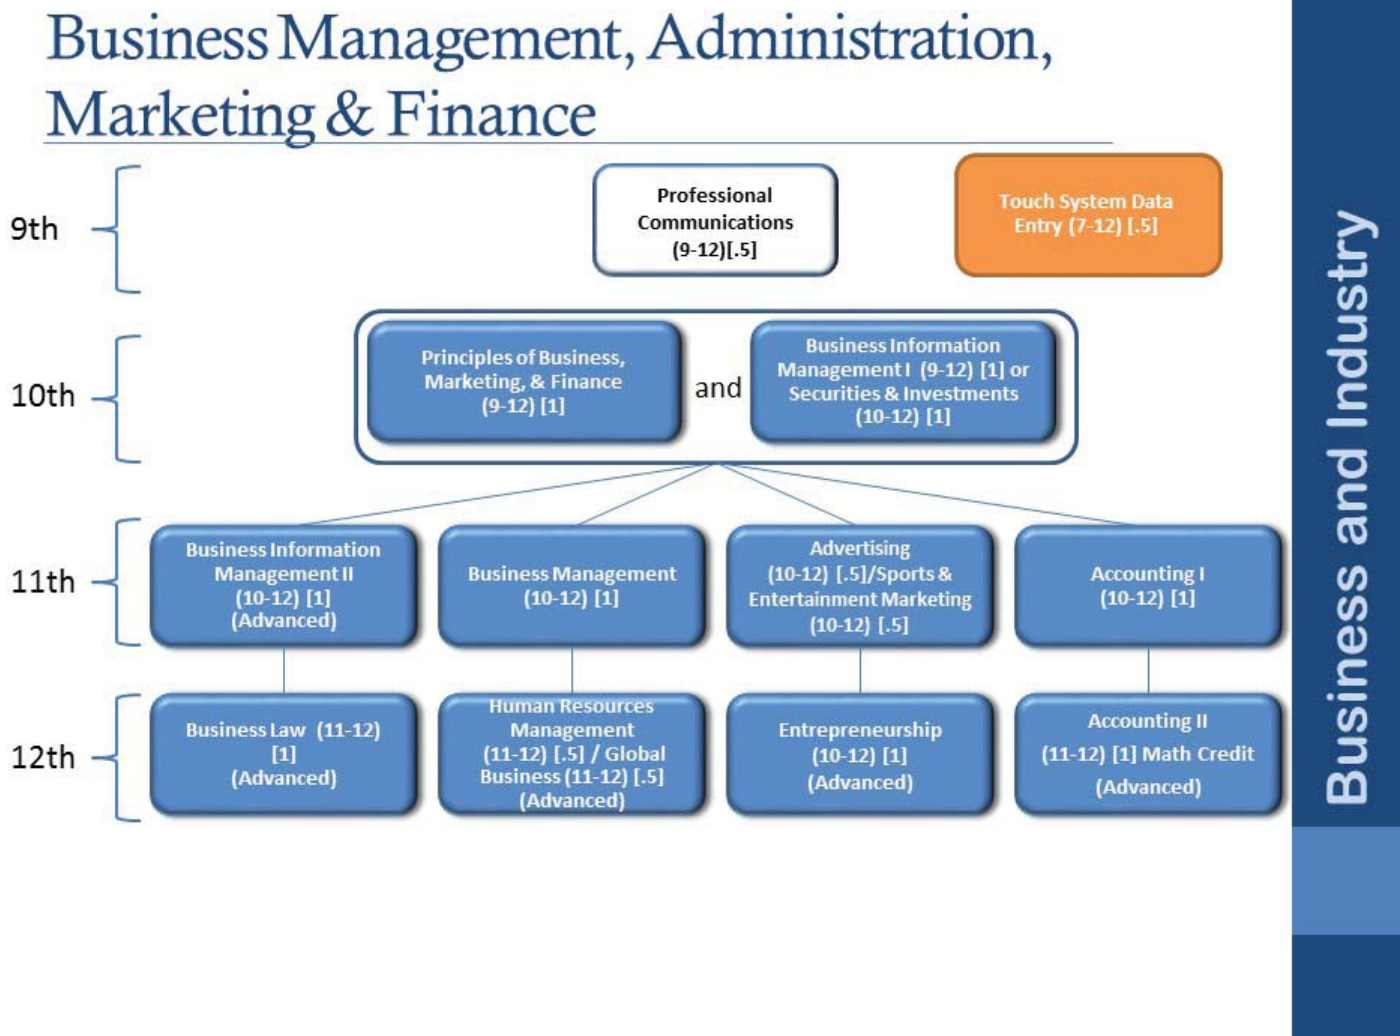 Business Management, Administration,
Marketing & Finance
9th
Professional
Communications
(9-12)[.5]
Touch System Data
Entry (7-12) [.5]
10th
Principles of Business,
Marketing, & Finance
(9-12) [1]
and
Business Information
Management I (9-12) [1] or
Securities & Investments
(10-12) [1]
11th
Business Information
Management II
(10-12) [1]
(Advanced)
Business Management
(10-12) [1]
Advertising
(10-12) [.5]/Sports &
Entertainment Marketing
(10-12) [.5]
Accounting I
(10-12) [1]
12th
Business Law (11-12)
[1]
(Advanced)
Human Resources
Management
(11-12) [.5] / Global
Business (11-12) [.5]
(Advanced)
Entrepreneurship
(10-12) [1]
(Advanced)
Accounting II
(11-12) [1] Math Credit
(Advanced)
Business and Industry